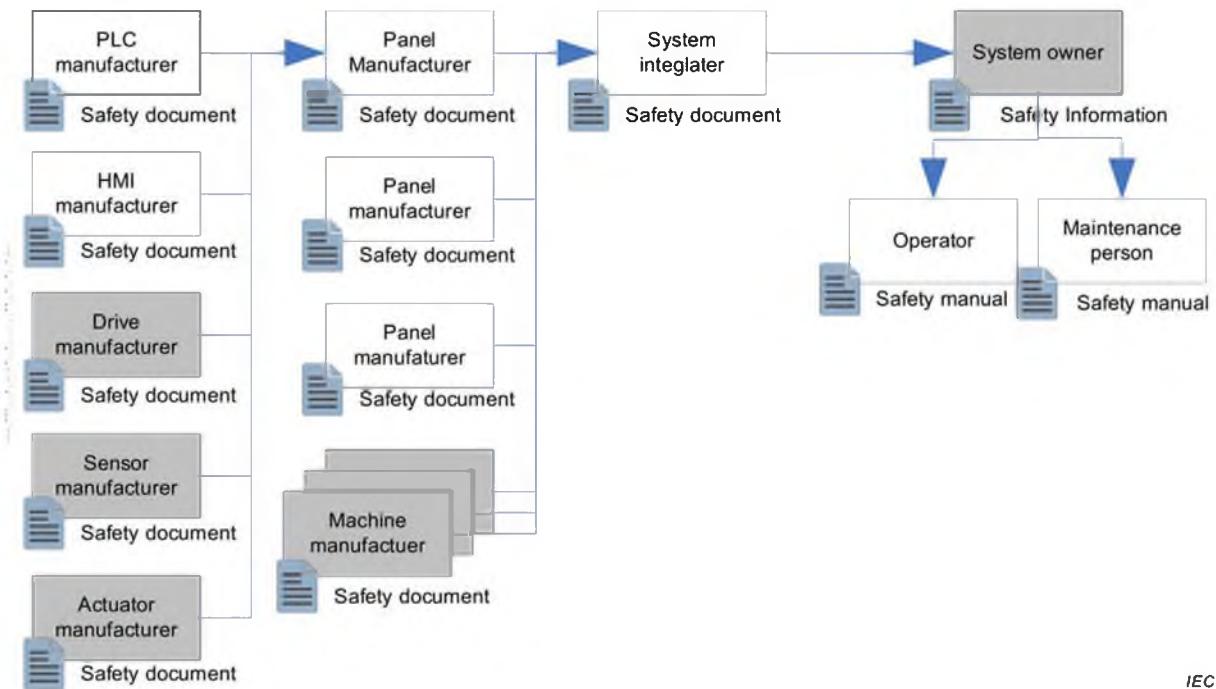 PLC
manufacturer
Safety document
HMI
manufacturer
Safety document
Drive
manufacturer
Safety document
Sensor
manufacturer
Safety document
Actuator
manufacturer
Safety document
Panel
Manufacturer
Safety document
Panel
manufacturer
Safety document
Panel
manufaturer
Safety document
Machine
manufactuer
Safety document
System
integlater
Safety document
System owner
Safety Information
Operator
Safety manual
Maintenance
person
Safety manual
IEC